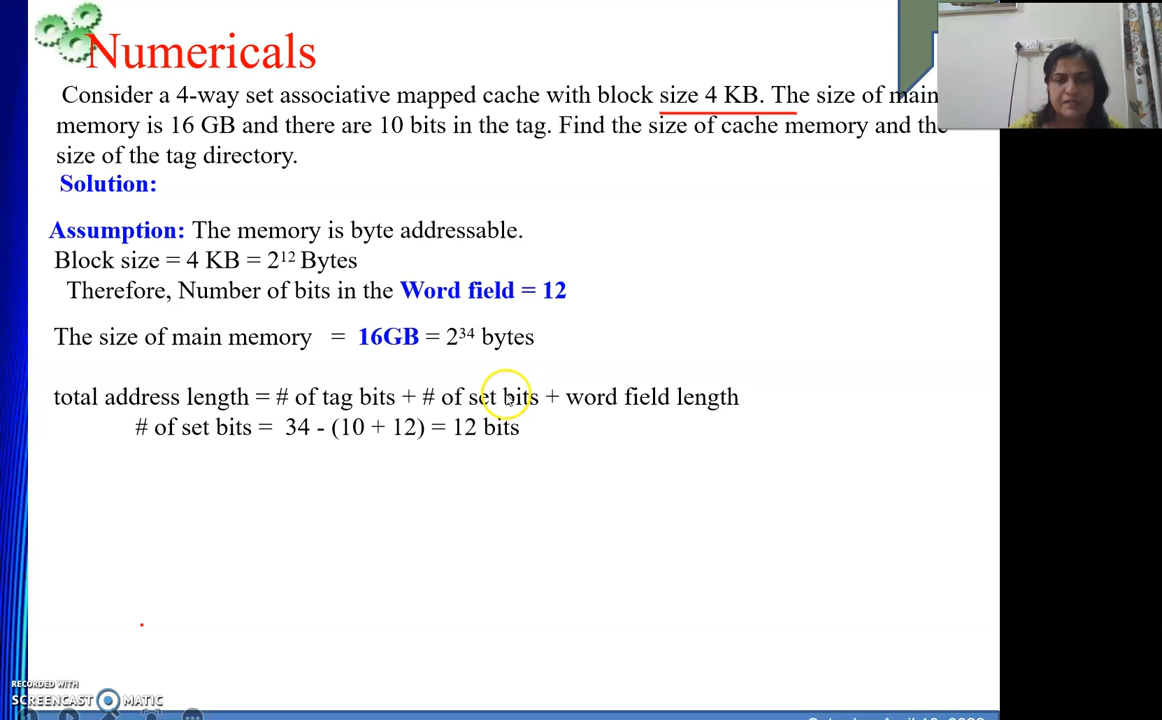 Numericals
Consider a 4-way set associative mapped cache with block size 4 KB. The size of main
memory is 16 GB and there are 10 bits in the tag. Find the size of cache memory and the
size of the tag directory.
Solution:
Assumption: The memory is byte addressable.
Block size = 4 KB = 2¹² Bytes
Therefore, Number of bits in the Word field = 12
The size of main memory = 16GB = 2³⁴ bytes
total address length = # of tag bits + # of set bits + word field length
# of set bits = 34 - (10 + 12) = 12 bits
RECORDED WITH
SCREENCAST MATIC